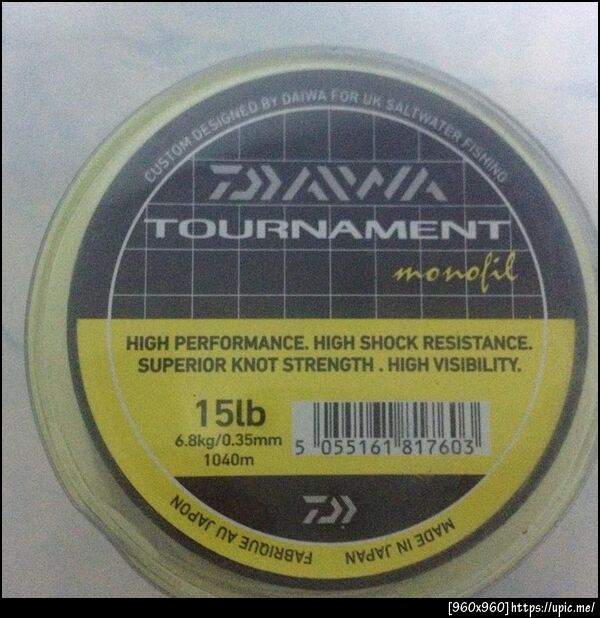 CUSTOM DESIGNED BY DAIWA FOR UK SALTWATER FISHING
DAIWA
TOURNAMENT
monofil
HIGH PERFORMANCE. HIGH SHOCK RESISTANCE.
SUPERIOR KNOT STRENGTH . HIGH VISIBILITY.
15lb
6.8kg/0.35mm
1040m
5 055161 817603
FABRIQUE AU JAPON
MADE IN JAPAN
[960x960] https://upic.me/